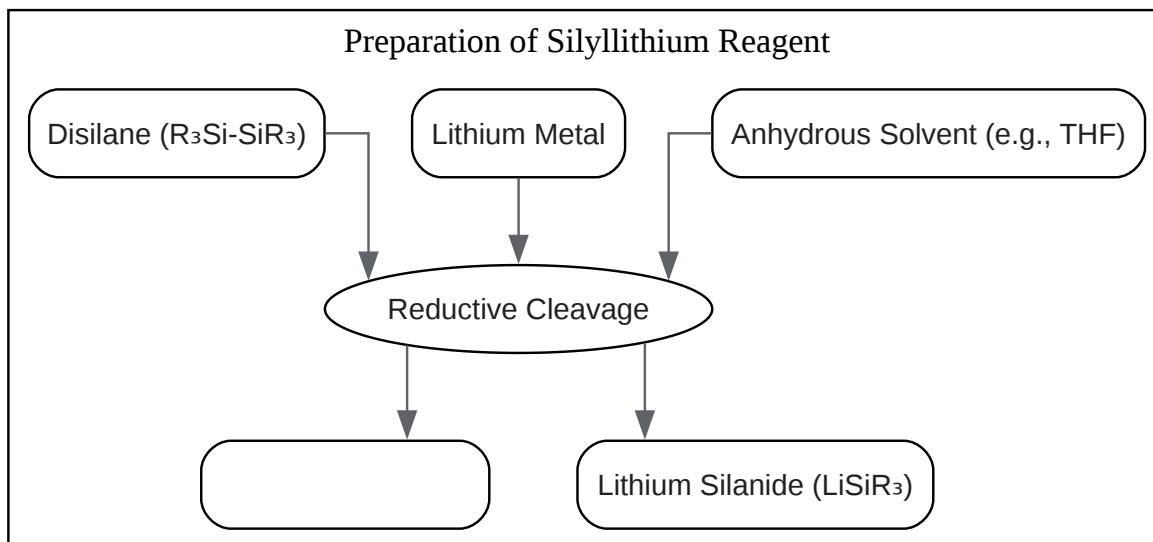 Preparation of Silyllithium Reagent
Disilane (R₃Si-SiR₃)
Lithium Metal
Anhydrous Solvent (e.g., THF)
Reductive Cleavage
Lithium Silanide (LiSiR₃)